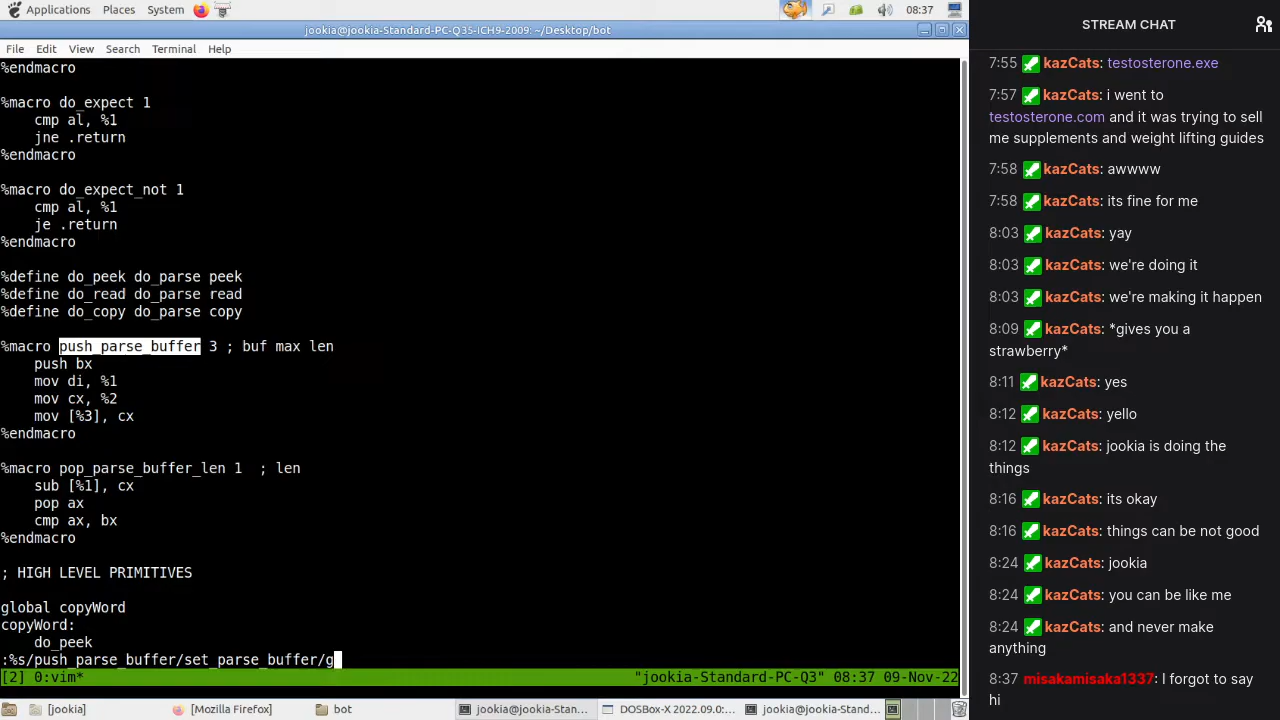 Applications Places System 08:37
jookia@jookia-Standard-PC-Q35-ICH9-2009: ~/Desktop/bot
File Edit View Search Terminal Help
%endmacro
%macro do_expect 1
cmp al, %1
jne .return
%endmacro
%macro do_expect_not 1
cmp al, %1
je .return
%endmacro
%define do_peek do_parse peek
%define do_read do_parse read
%define do_copy do_parse copy
%macro push_parse_buffer 3 ; buf max len
push bx
mov di, %1
mov cx, %2
mov [%3], cx
%endmacro
%macro pop_parse_buffer_len 1  ; len
sub [%1], cx
pop ax
cmp ax, bx
%endmacro
; HIGH LEVEL PRIMITIVES
global copyWord
copyWord:
do_peek
:%s/push_parse_buffer/set_parse_buffer/g
[2] 0:vim* "jookia-Standard-PC-Q3" 08:37 09-Nov-22
[jookia] [Mozilla Firefox] bot jookia@jookia-Stan... DOSBox-X 2022.09.0:... jookia@jookia-Stand...
STREAM CHAT
7:55 kazCats: testosterone.exe
7:57 kazCats: i went to
testosterone.com and it was trying to sell
me supplements and weight lifting guides
7:58 kazCats: awwww
7:58 kazCats: its fine for me
8:03 kazCats: yay
8:03 kazCats: we're doing it
8:03 kazCats: we're making it happen
8:09 kazCats: *gives you a
strawberry*
8:11 kazCats: yes
8:12 kazCats: yello
8:12 kazCats: jookia is doing the
things
8:16 kazCats: its okay
8:16 kazCats: things can be not good
8:24 kazCats: jookia
8:24 kazCats: you can be like me
8:24 kazCats: and never make
anything
8:37 misakamisaka1337: I forgot to say
hi